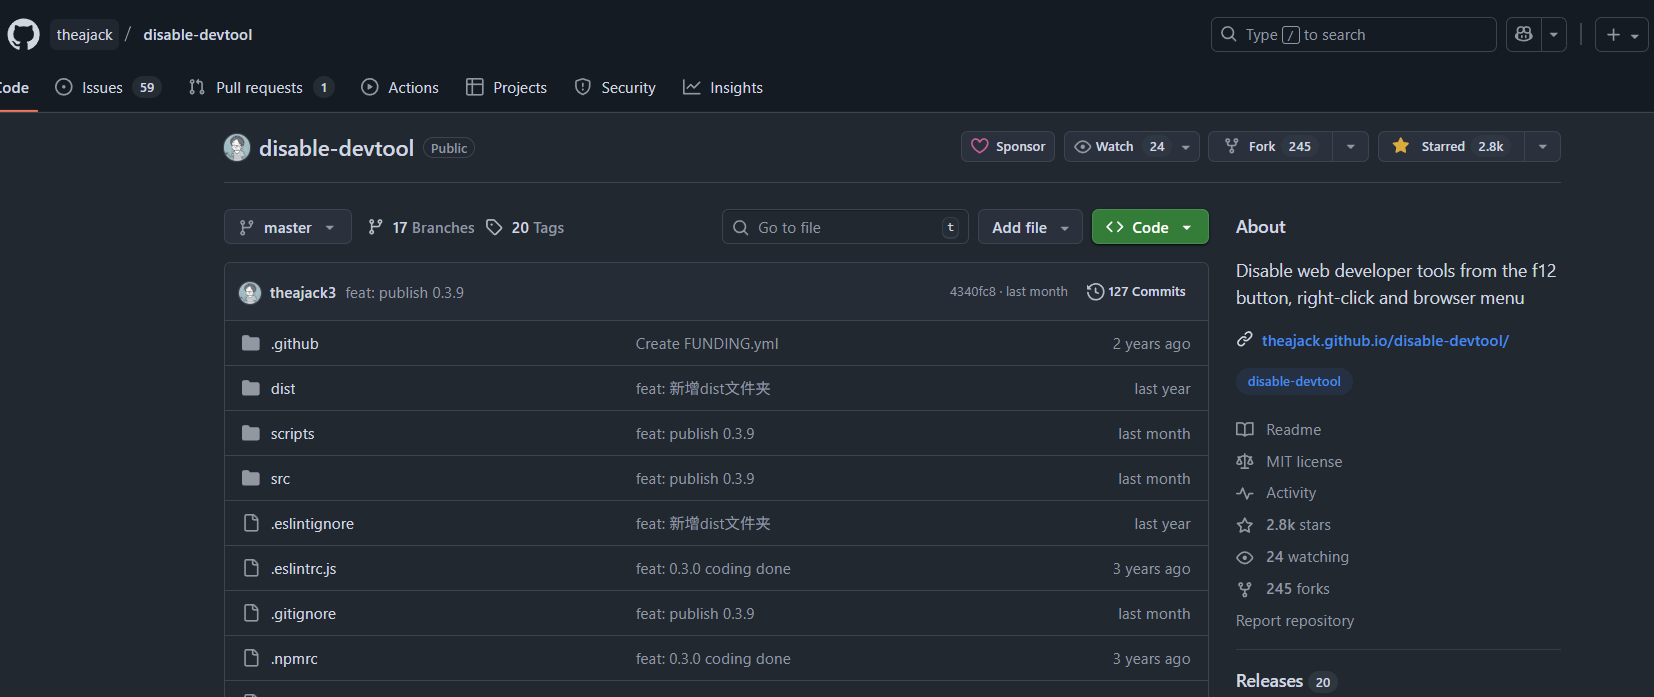 theajack / disable-devtool
Type / to search
Code Issues 59 Pull requests 1 Actions Projects Security Insights
disable-devtool Public
Sponsor Watch 24 Fork 245 Starred 2.8k
master 17 Branches 20 Tags Go to file t Add file Code
theajack3 feat: publish 0.3.9 4340fc8 · last month 127 Commits
.github Create FUNDING.yml 2 years ago
dist feat: 新增dist文件夹 last year
scripts feat: publish 0.3.9 last month
src feat: publish 0.3.9 last month
.eslintignore feat: 新增dist文件夹 last year
.eslintrc.js feat: 0.3.0 coding done 3 years ago
.gitignore feat: publish 0.3.9 last month
.npmrc feat: 0.3.0 coding done 3 years ago
About
Disable web developer tools from the f12
button, right-click and browser menu
theajack.github.io/disable-devtool/
disable-devtool
Readme
MIT license
Activity
2.8k stars
24 watching
245 forks
Report repository
Releases 20